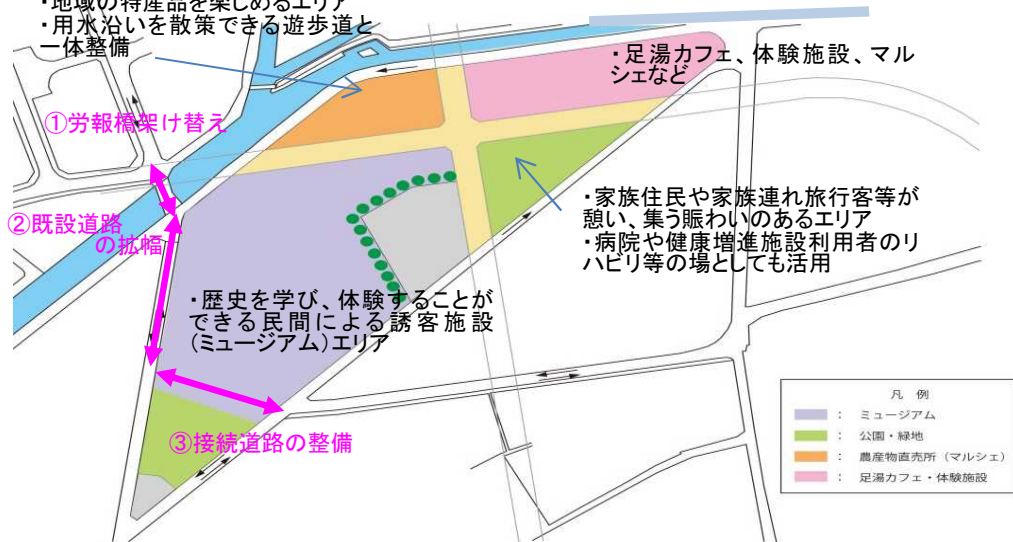 ・地域の特産品を楽しめるエリア
・用水沿いを散策できる遊歩道と
一体整備
・足湯カフェ、体験施設、マル
シェなど
①労報橋架け替え
②既設道路
の拡幅
・家族住民や家族連れ旅行客等が
憩い、集う賑わいのあるエリア
・病院や健康増進施設利用者のリ
ハビリ等の場としても活用
・歴史を学び、体験することが
できる民間による誘客施設
(ミュージアム)エリア
③接続道路の整備
凡 例
： ミュージアム
： 公園・緑地
： 農産物直売所（マルシェ）
： 足湯カフェ・体験施設